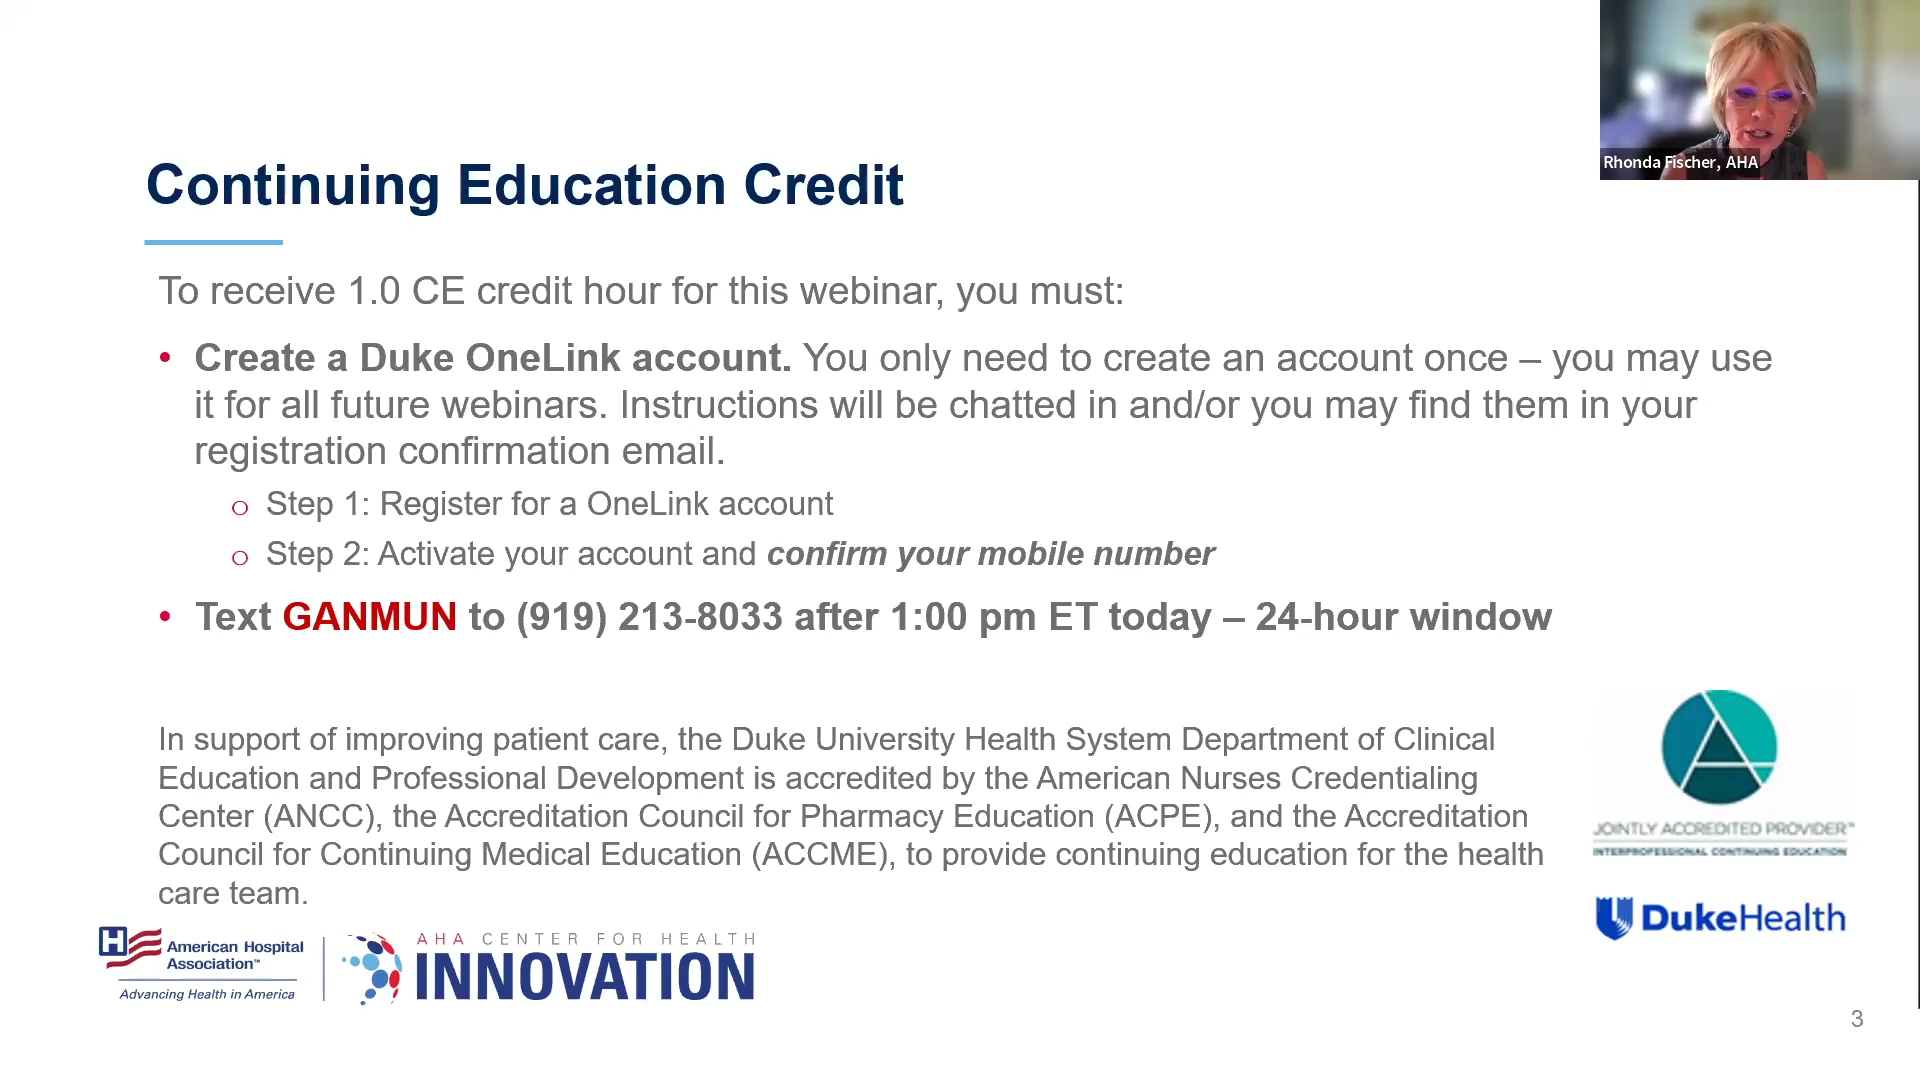 Rhonda Fischer, AHA
Continuing Education Credit
To receive 1.0 CE credit hour for this webinar, you must:
• Create a Duke OneLink account. You only need to create an account once – you may use
it for all future webinars. Instructions will be chatted in and/or you may find them in your
registration confirmation email.
o Step 1: Register for a OneLink account
o Step 2: Activate your account and confirm your mobile number
• Text GANMUN to (919) 213-8033 after 1:00 pm ET today – 24-hour window
In support of improving patient care, the Duke University Health System Department of Clinical
Education and Professional Development is accredited by the American Nurses Credentialing
Center (ANCC), the Accreditation Council for Pharmacy Education (ACPE), and the Accreditation
Council for Continuing Medical Education (ACCME), to provide continuing education for the health
care team.
JOINTLY ACCREDITED PROVIDER™
INTERPROFESSIONAL CONTINUING EDUCATION
DukeHealth
H American Hospital
Association™
Advancing Health in America
AHA CENTER FOR HEALTH
INNOVATION
3